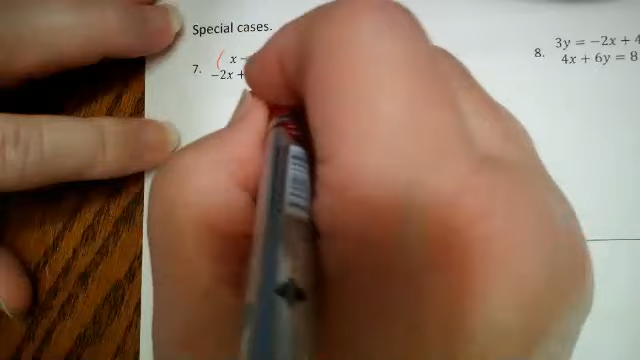 Special cases.
7. ( x −
−2x +
8. 3y = −2x + 4
4x + 6y = 8